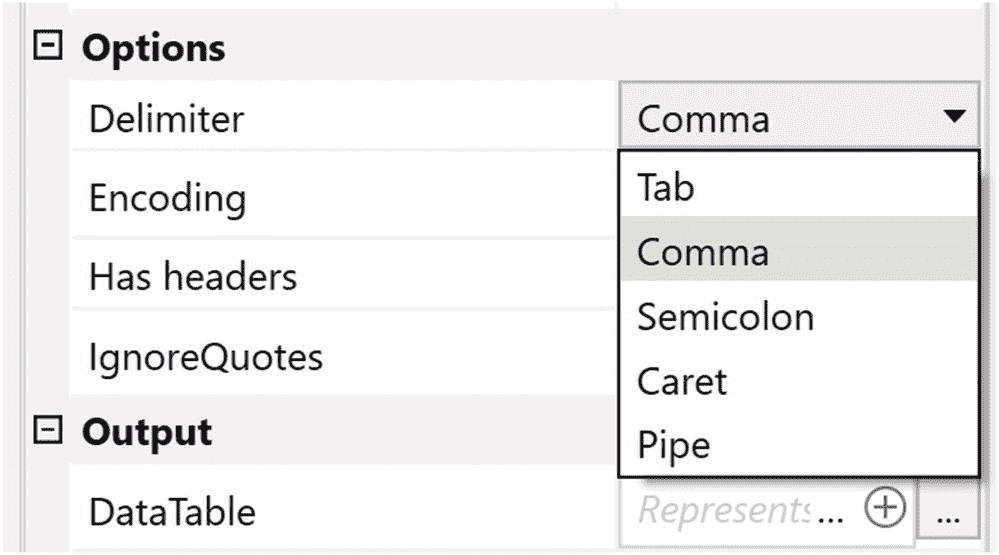 Options
Delimiter Comma
Tab
Encoding
Comma
Has headers
Semicolon
IgnoreQuotes
Caret
Output
Pipe
DataTable Represents ... ...